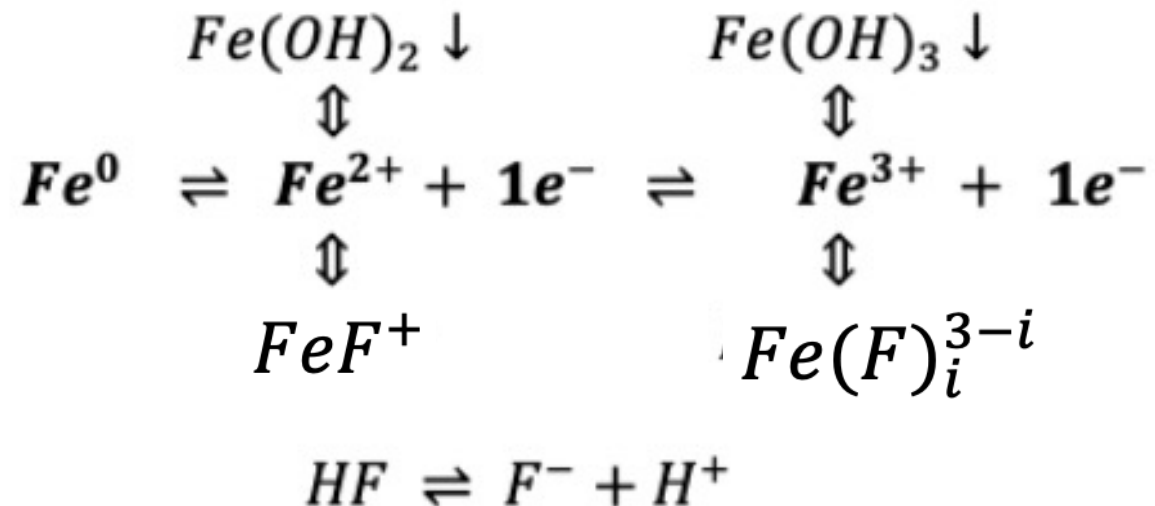 Fe(OH)₂ ↓ Fe(OH)₃ ↓
⇕ ⇕
Fe⁰ ⇌ Fe²⁺ + 1e⁻ ⇌ Fe³⁺ + 1e⁻
⇕ ⇕
FeF⁺ , Fe(F)ᵢ³⁻ⁱ
HF ⇌ F⁻ + H⁺